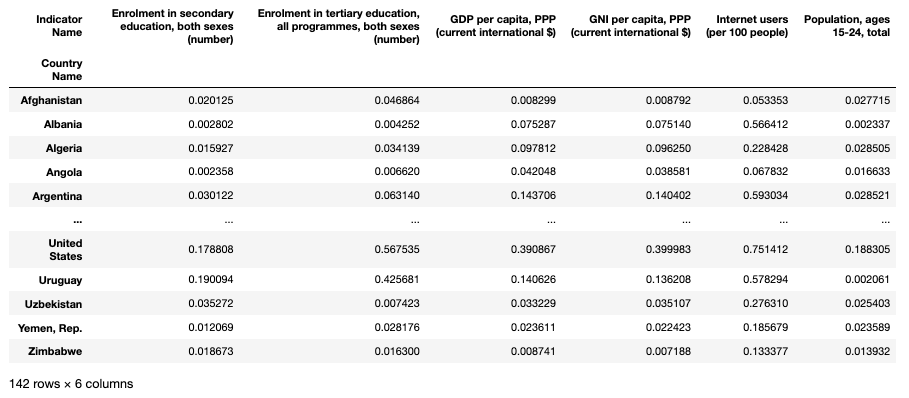 Indicator Name Enrolment in secondary education, both sexes (number) Enrolment in tertiary education, all programmes, both sexes (number) GDP per capita, PPP (current international $) GNI per capita, PPP (current international $) Internet users (per 100 people) Population, ages 15-24, total
Country Name
Afghanistan 0.020125 0.046864 0.008299 0.008792 0.053353 0.027715
Albania 0.002802 0.004252 0.075287 0.075140 0.566412 0.002337
Algeria 0.015927 0.034139 0.097812 0.096250 0.228428 0.028505
Angola 0.002358 0.006620 0.042048 0.038581 0.067832 0.016633
Argentina 0.030122 0.063140 0.143706 0.140402 0.593034 0.028521
... ... ... ... ... ... ...
United States 0.178808 0.567535 0.390867 0.399983 0.751412 0.188305
Uruguay 0.190094 0.425681 0.140626 0.136208 0.578294 0.002061
Uzbekistan 0.035272 0.007423 0.033229 0.035107 0.276310 0.025403
Yemen, Rep. 0.012069 0.028176 0.023611 0.022423 0.185679 0.023589
Zimbabwe 0.018673 0.016300 0.008741 0.007188 0.133377 0.013932
142 rows × 6 columns